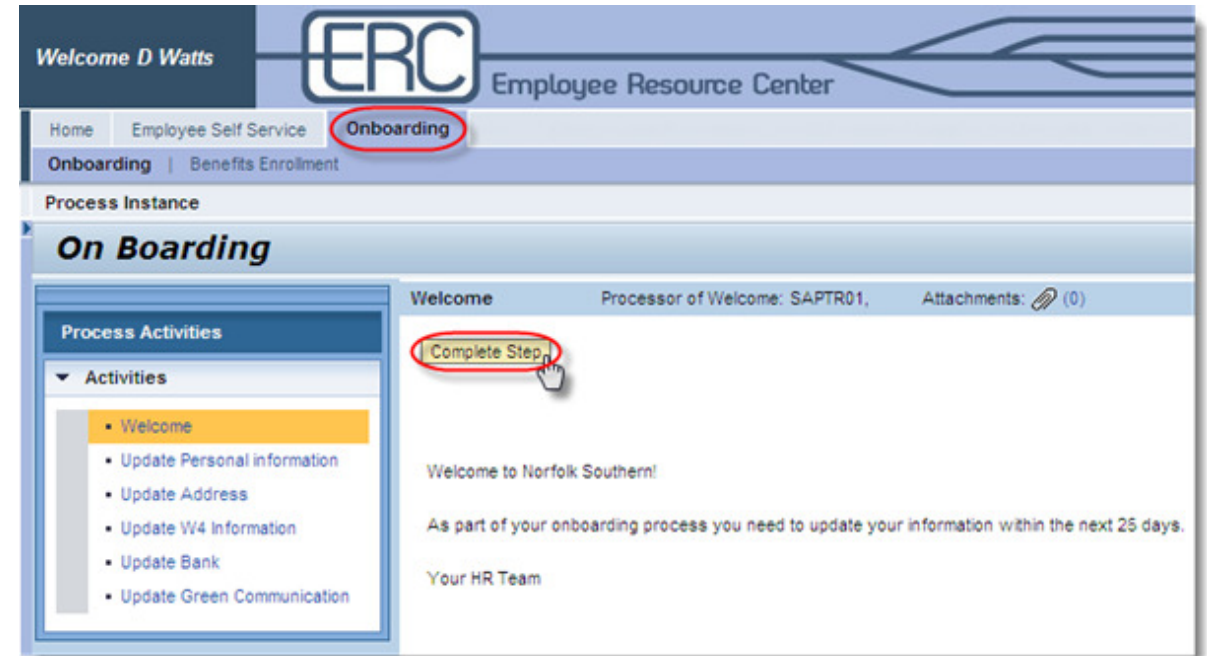 Welcome D Watts
ERC
Employee Resource Center
Home Employee Self Service Onboarding
Onboarding | Benefits Enrollment
Process Instance
On Boarding
Welcome Processor of Welcome: SAPTR01, Attachments: (0)
Process Activities
Complete Step
Activities
Welcome
Update Personal information
Update Address
Update W4 Information
Update Bank
Update Green Communication
Welcome to Norfolk Southern!
As part of your onboarding process you need to update your information within the next 25 days.
Your HR Team